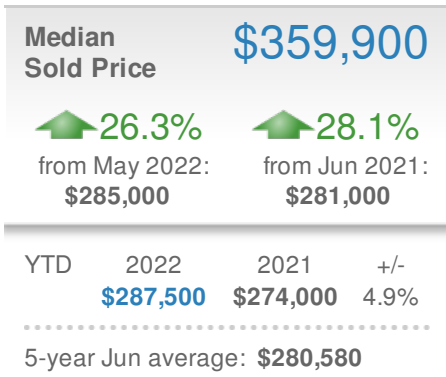 Median $359,900
Sold Price
26.3% 28.1%
from May 2022: from Jun 2021:
$285,000 $281,000
YTD 2022 2021 +/-
$287,500 $274,000 4.9%
5-year Jun average: $280,580